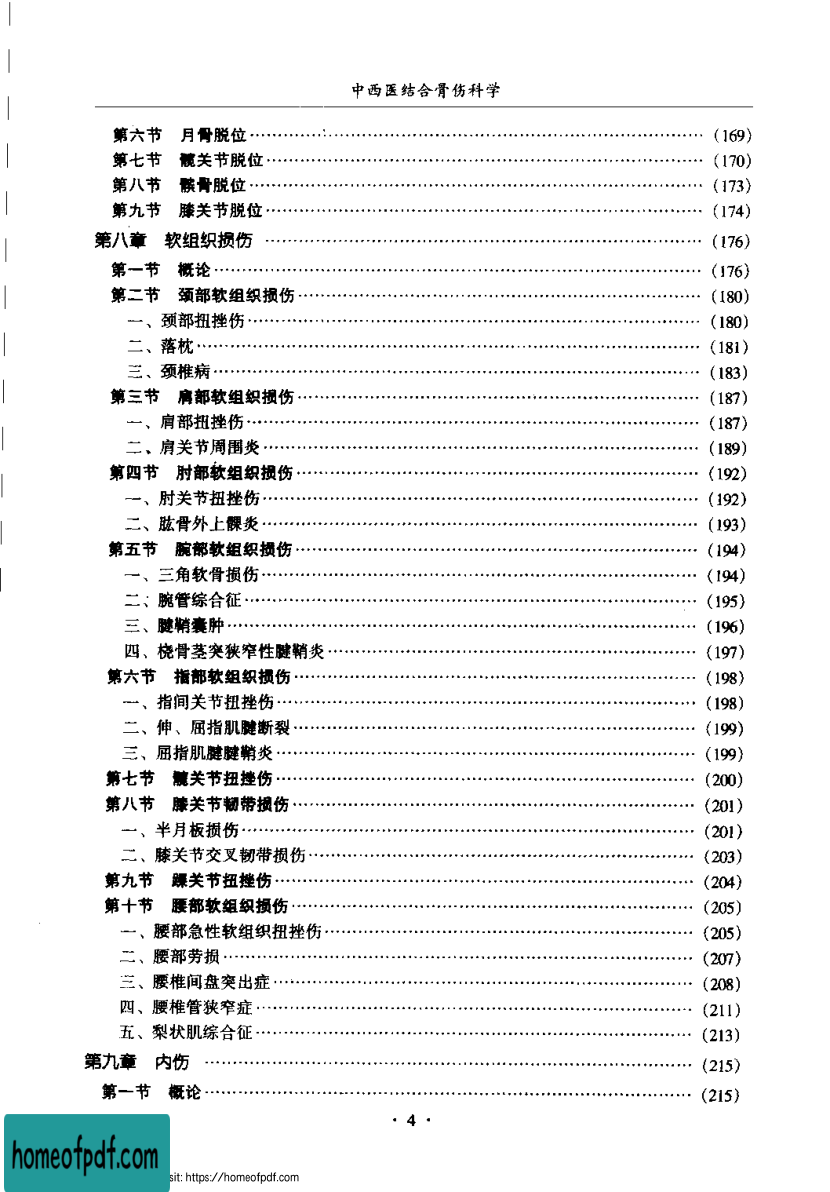 中西医结合骨伤科学
第六节 月骨脱位 (169)
第七节 髋关节脱位 (170)
第八节 髌骨脱位 (173)
第九节 膝关节脱位 (174)
第八章 软组织损伤 (176)
第一节 概论 (176)
第二节 颈部软组织损伤 (180)
一、颈部扭挫伤 (180)
二、落枕 (181)
三、颈椎病 (183)
第三节 肩部软组织损伤 (187)
一、肩部扭挫伤 (187)
二、肩关节周围炎 (189)
第四节 肘部软组织损伤 (192)
一、肘关节扭挫伤 (192)
二、肱骨外上髁炎 (193)
第五节 腕部软组织损伤 (194)
一、三角软骨损伤 (194)
二、腕管综合征 (195)
三、腱鞘囊肿 (196)
四、桡骨茎突狭窄性腱鞘炎 (197)
第六节 指部软组织损伤 (198)
一、指间关节扭挫伤 (198)
二、伸、屈指肌腱断裂 (199)
三、屈指肌腱腱鞘炎 (199)
第七节 髋关节扭挫伤 (200)
第八节 膝关节韧带损伤 (201)
一、半月板损伤 (201)
二、膝关节交叉韧带损伤 (203)
第九节 踝关节扭挫伤 (204)
第十节 腰部软组织损伤 (205)
一、腰部急性软组织扭挫伤 (205)
二、腰部劳损 (207)
三、腰椎间盘突出症 (208)
四、腰椎管狭窄症 (211)
五、梨状肌综合征 (213)
第九章 内伤 (215)
第一节 概论 (215)
· 4 ·
homeofpdf.com
sit: https://homeofpdf.com